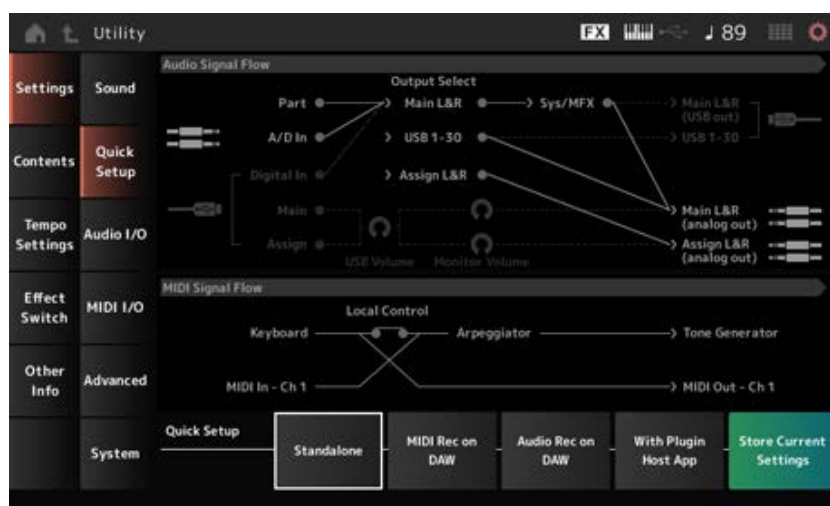 Utility
FX
89
Settings
Contents
Tempo
Settings
Effect
Switch
Other
Info
Sound
Quick
Setup
Audio I/O
MIDI I/O
Advanced
System
Audio Signal Flow
Output Select
Part
Main L&R
Sys/MFX
Main L&R
(USB out)
A/D In
USB 1-30
USB 1-30
Digital In
Assign L&R
Main
Main L&R
(analog out)
Assign
Assign L&R
(analog out)
USB Volume
Monitor Volume
MIDI Signal Flow
Local Control
Keyboard
Arpeggiator
Tone Generator
MIDI In - Ch 1
MIDI Out - Ch 1
Quick Setup
Standalone
MIDI Rec on
DAW
Audio Rec on
DAW
With Plugin
Host App
Store Current
Settings